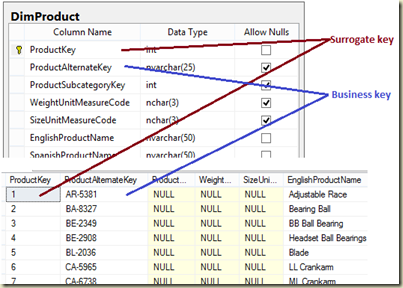 DimProduct
Column Name Data Type Allow Nulls
ProductKey int
ProductAlternateKey nvarchar(25)
ProductSubcategoryKey int
WeightUnitMeasureCode nchar(3)
SizeUnitMeasureCode nchar(3)
EnglishProductName nvarchar(50)
SpanishProductName nvarchar(50)
Surrogate key
Business key
ProductKey ProductAlternateKey Product... Weight... SizeUni... EnglishProductName
1 AR-5381 NULL NULL NULL Adjustable Race
2 BA-8327 NULL NULL NULL Bearing Ball
3 BE-2349 NULL NULL NULL BB Ball Bearing
4 BE-2908 NULL NULL NULL Headset Ball Bearings
5 BL-2036 NULL NULL NULL Blade
6 CA-5965 NULL NULL NULL LL Crankarm
7 CA-6738 NULL NULL NULL ML Crankarm